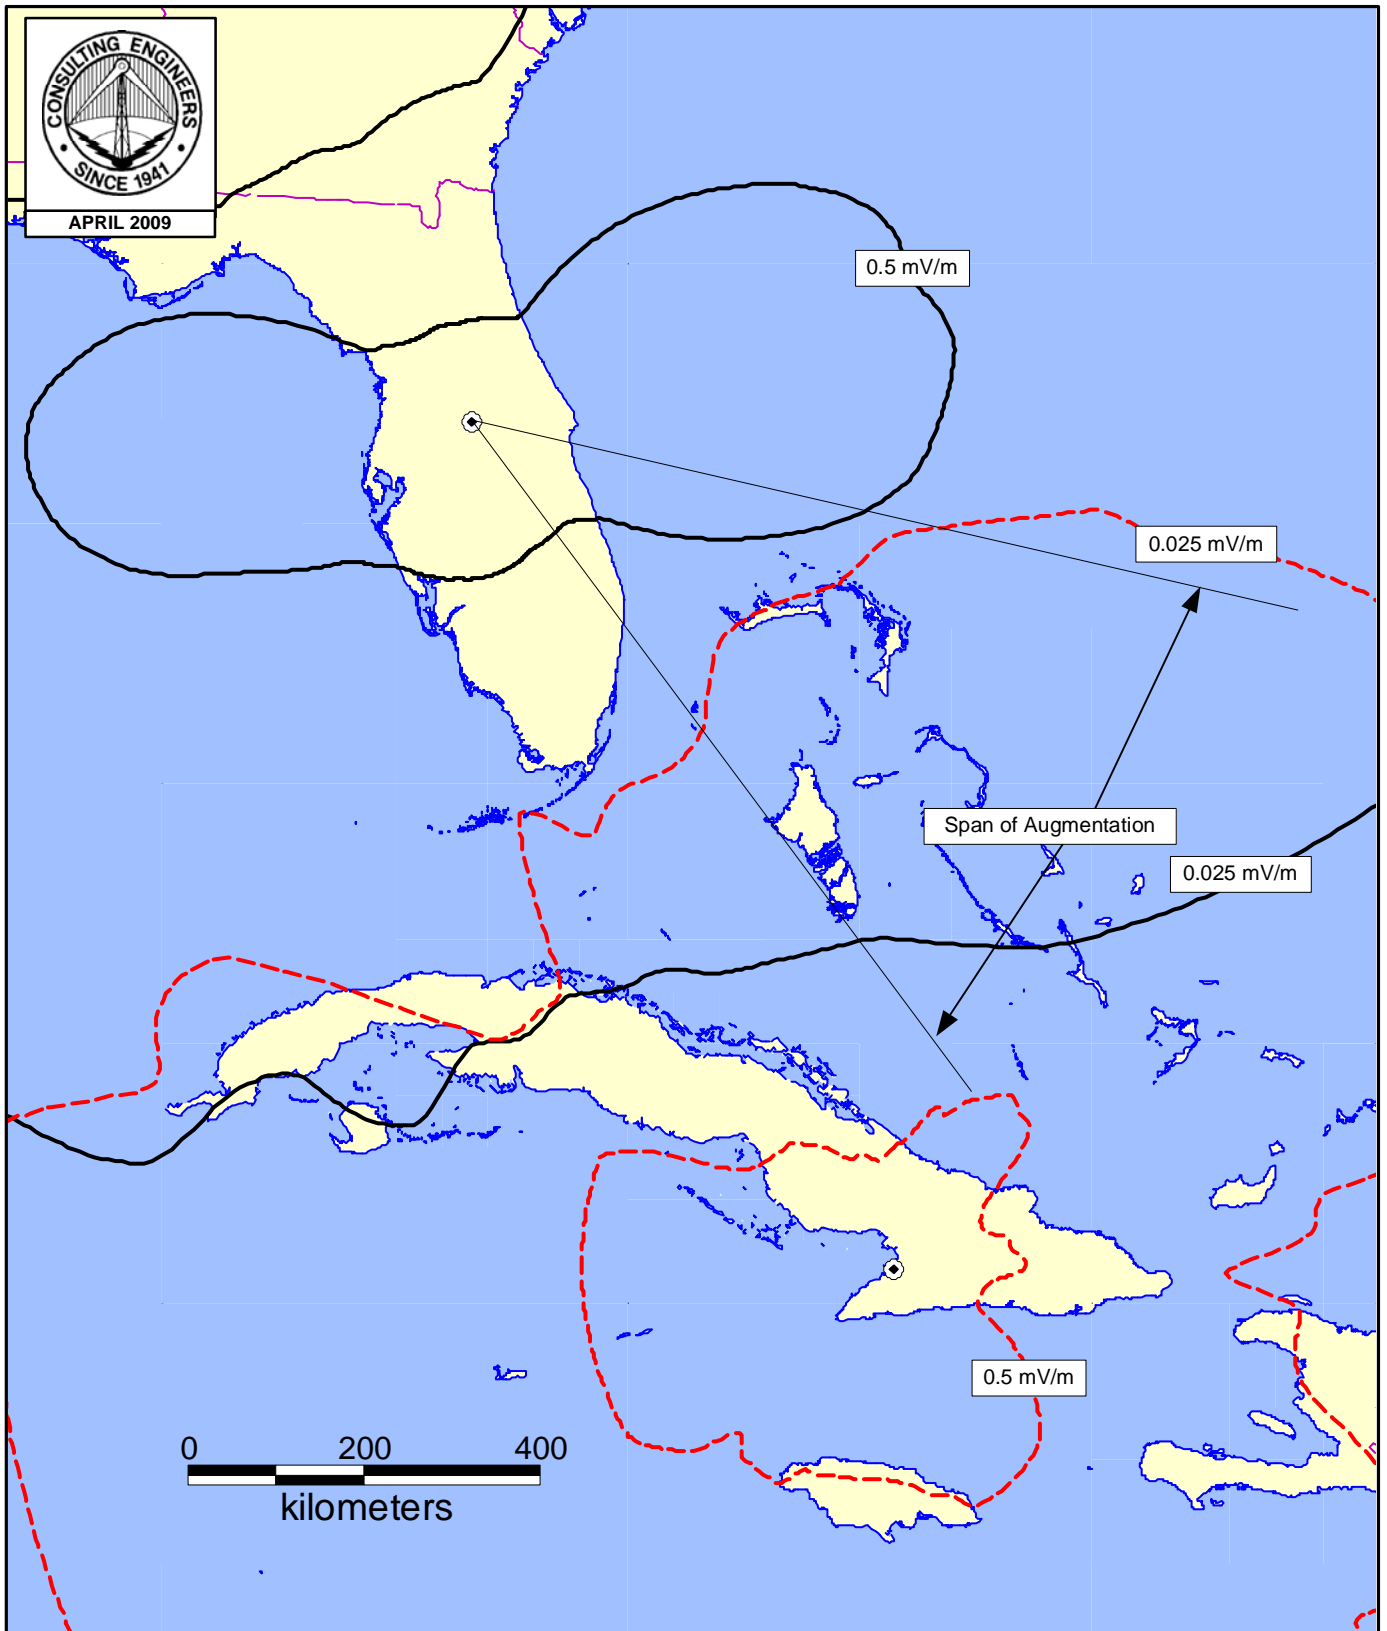 CONSULTING ENGINEERS
SINCE 1941
APRIL 2009
0.5 mV/m
0.025 mV/m
Span of Augmentation
0.025 mV/m
0.5 mV/m
0 200 400
kilometers